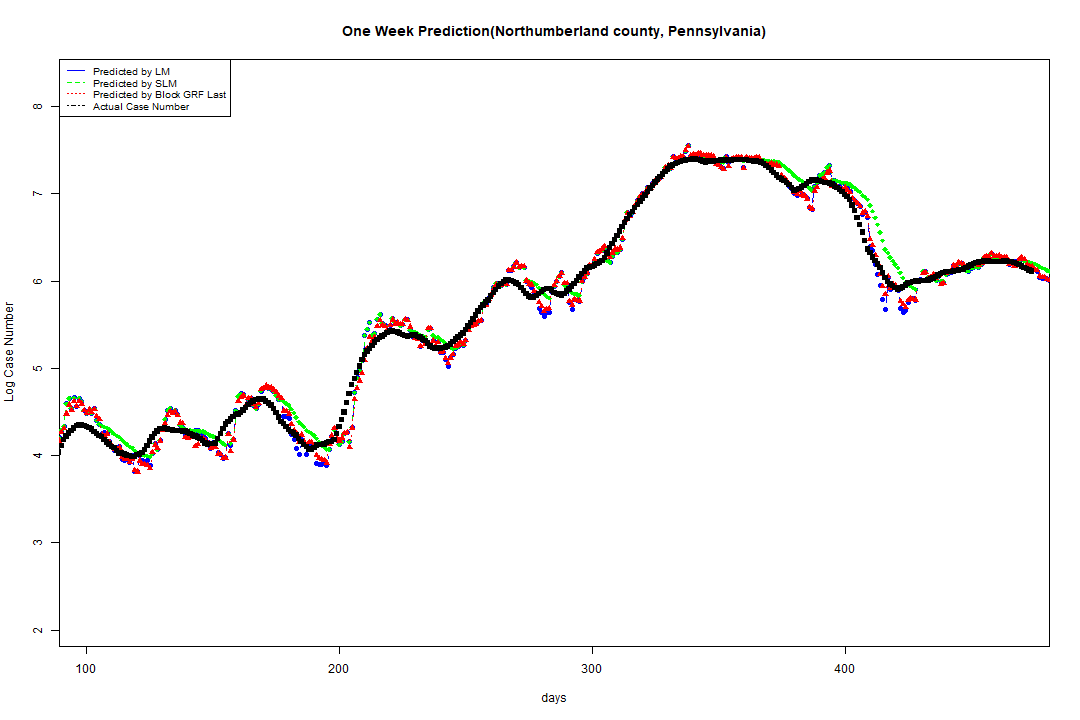 One Week Prediction(Northumberland county, Pennsylvania)
Predicted by LM
Predicted by SLM
Predicted by Block GRF Last
Actual Case Number
8
7
6
5
4
3
2
Log Case Number
100 200 300 400
days